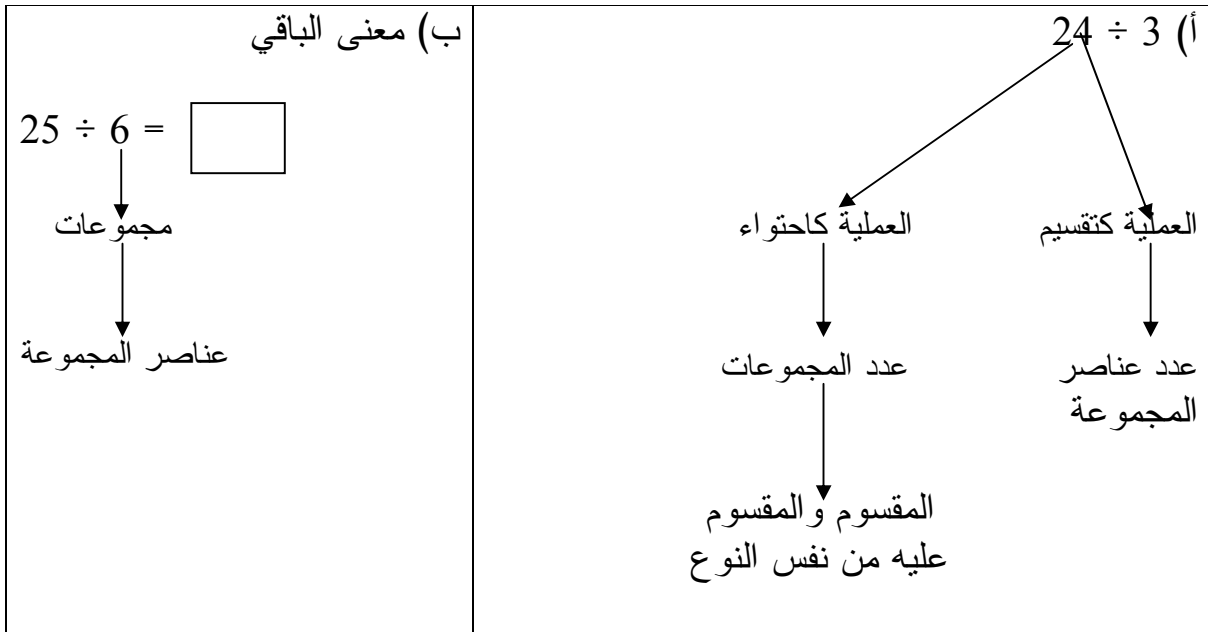 أ) 3 ÷ 24
العملية كتقسيم
العملية كاحتواء
عدد عناصر
المجموعة
عدد المجموعات
المقسوم والمقسوم
عليه من نفس النوع
ب) معنى الباقي
25 ÷ 6 =
مجموعات
عناصر المجموعة